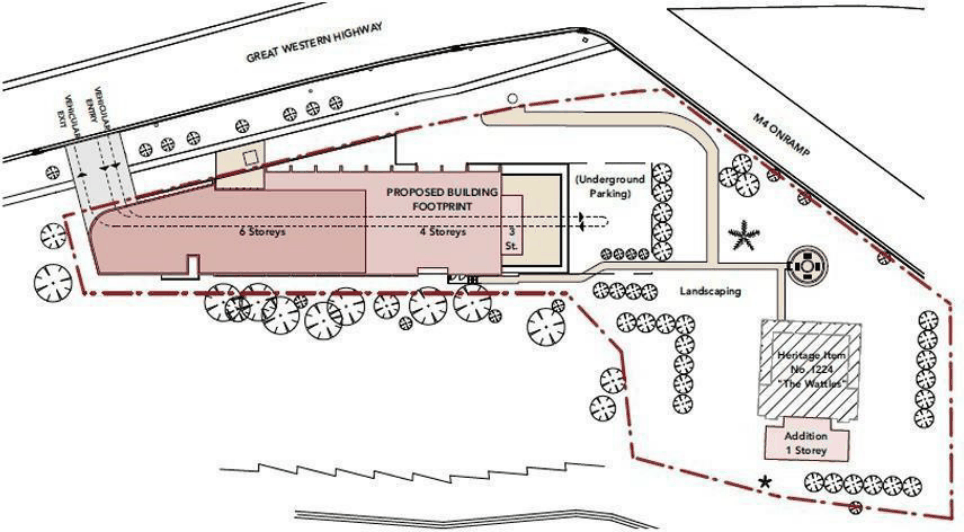 GREAT WESTERN HIGHWAY
VEHICULAR
EXIT
VEHICULAR
ENTRY
M4 ONRAMP
(Underground
Parking)
PROPOSED BUILDING
FOOTPRINT
6 Storeys
4 Storeys
3
St.
Landscaping
Heritage Item
No. I224
"The Wattles"
Addition
1 Storey